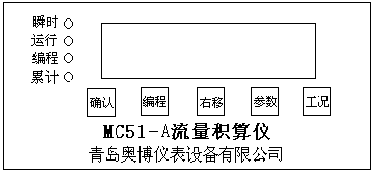 瞬时
运行
编程
累计
确认 编程 右移 参数 工况
MC51-A流量积算仪
青岛奥博仪表设备有限公司